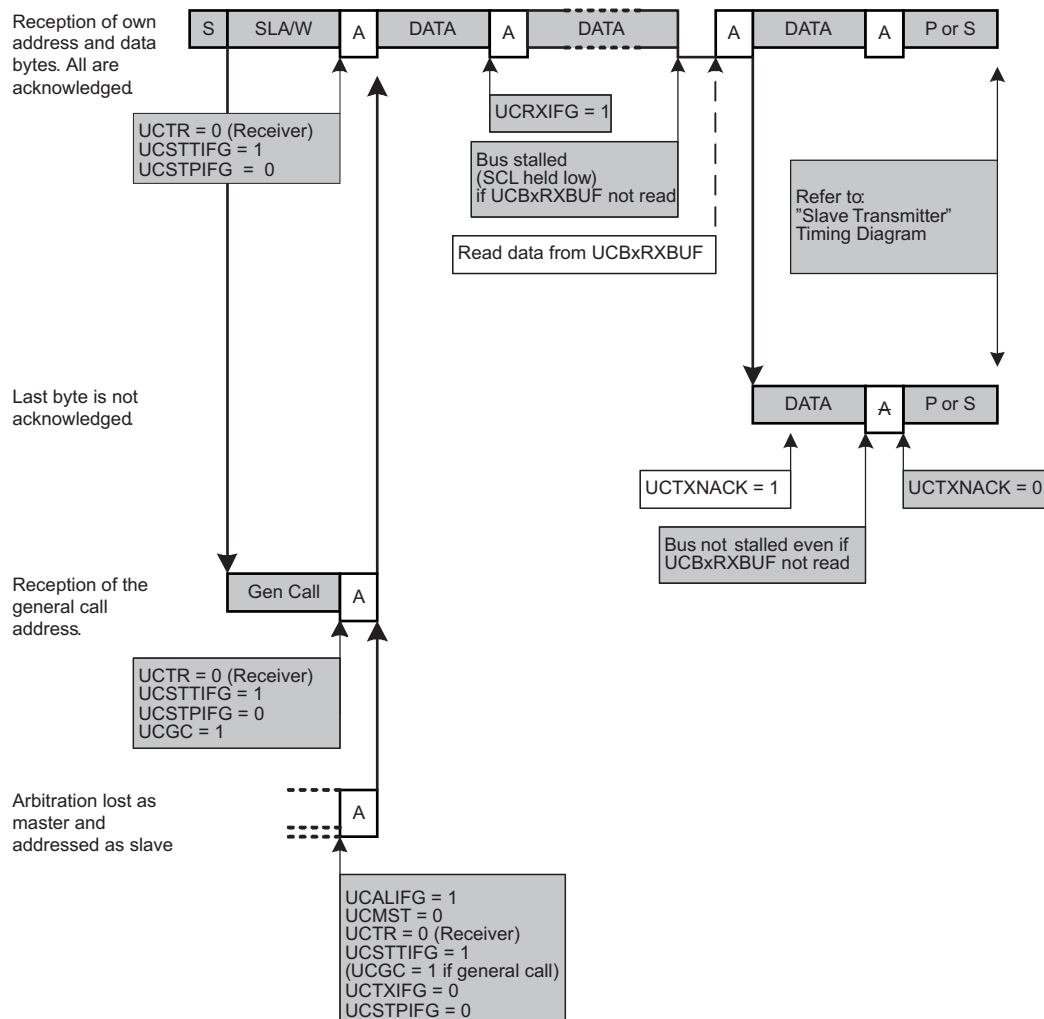 Reception of own
address and data
bytes. All are
acknowledged.
S SLA/W A DATA A DATA A DATA A P or S
UCTR = 0 (Receiver)
UCSTTIFG = 1
UCSTPIFG = 0
UCRXIFG = 1
Bus stalled
(SCL held low)
if UCBxRXBUF not read
Read data from UCBxRXBUF
Refer to:
"Slave Transmitter"
Timing Diagram
Last byte is not
acknowledged.
DATA A P or S
UCTXNACK = 1
UCTXNACK = 0
Bus not stalled even if
UCBxRXBUF not read
Reception of the
general call
address.
Gen Call A
UCTR = 0 (Receiver)
UCSTTIFG = 1
UCSTPIFG = 0
UCGC = 1
Arbitration lost as
master and
addressed as slave
A
UCALIFG = 1
UCMST = 0
UCTR = 0 (Receiver)
UCSTTIFG = 1
(UCGC = 1 if general call)
UCTXIFG = 0
UCSTPIFG = 0